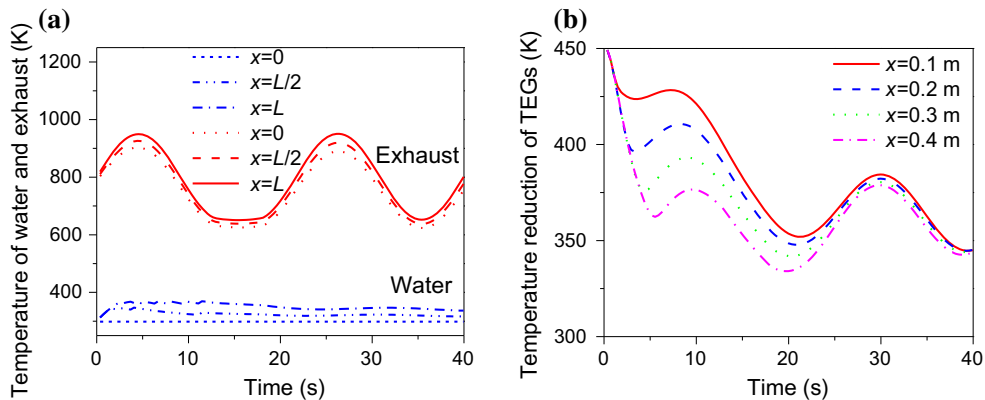 (a)
Temperature of water and exhaust (K)
1200
1000
800
600
400
x=0
x=L/2
x=L
x=0
x=L/2
x=L
Exhaust
Water
0
10
20
30
40
Time (s)
(b)
Temperature reduction of TEGs (K)
450
400
350
300
x=0.1 m
x=0.2 m
x=0.3 m
x=0.4 m
0
10
20
30
40
Time (s)